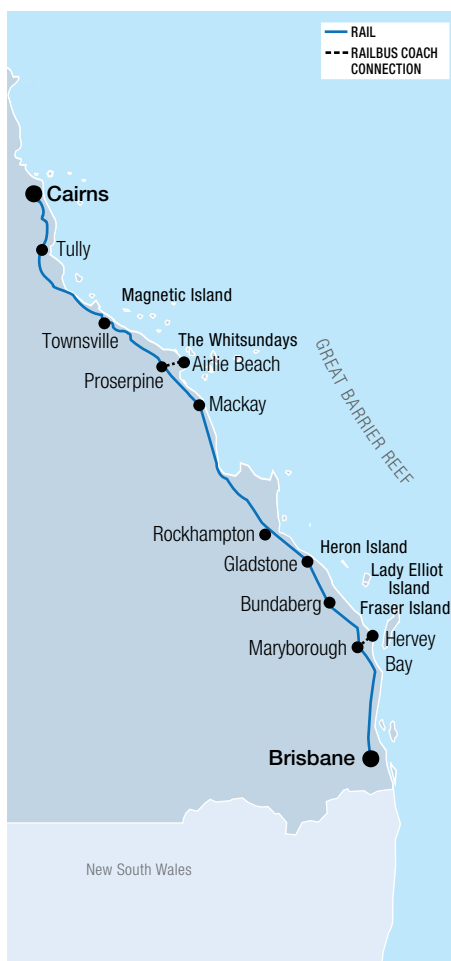 RAIL
RAILBUS COACH
CONNECTION
Cairns
Tully
Magnetic Island
Townsville
The Whitsundays
Airlie Beach
Proserpine
Mackay
GREAT BARRIER REEF
Rockhampton
Heron Island
Gladstone
Lady Elliot
Island
Bundaberg
Fraser Island
Hervey
Bay
Maryborough
Brisbane
New South Wales